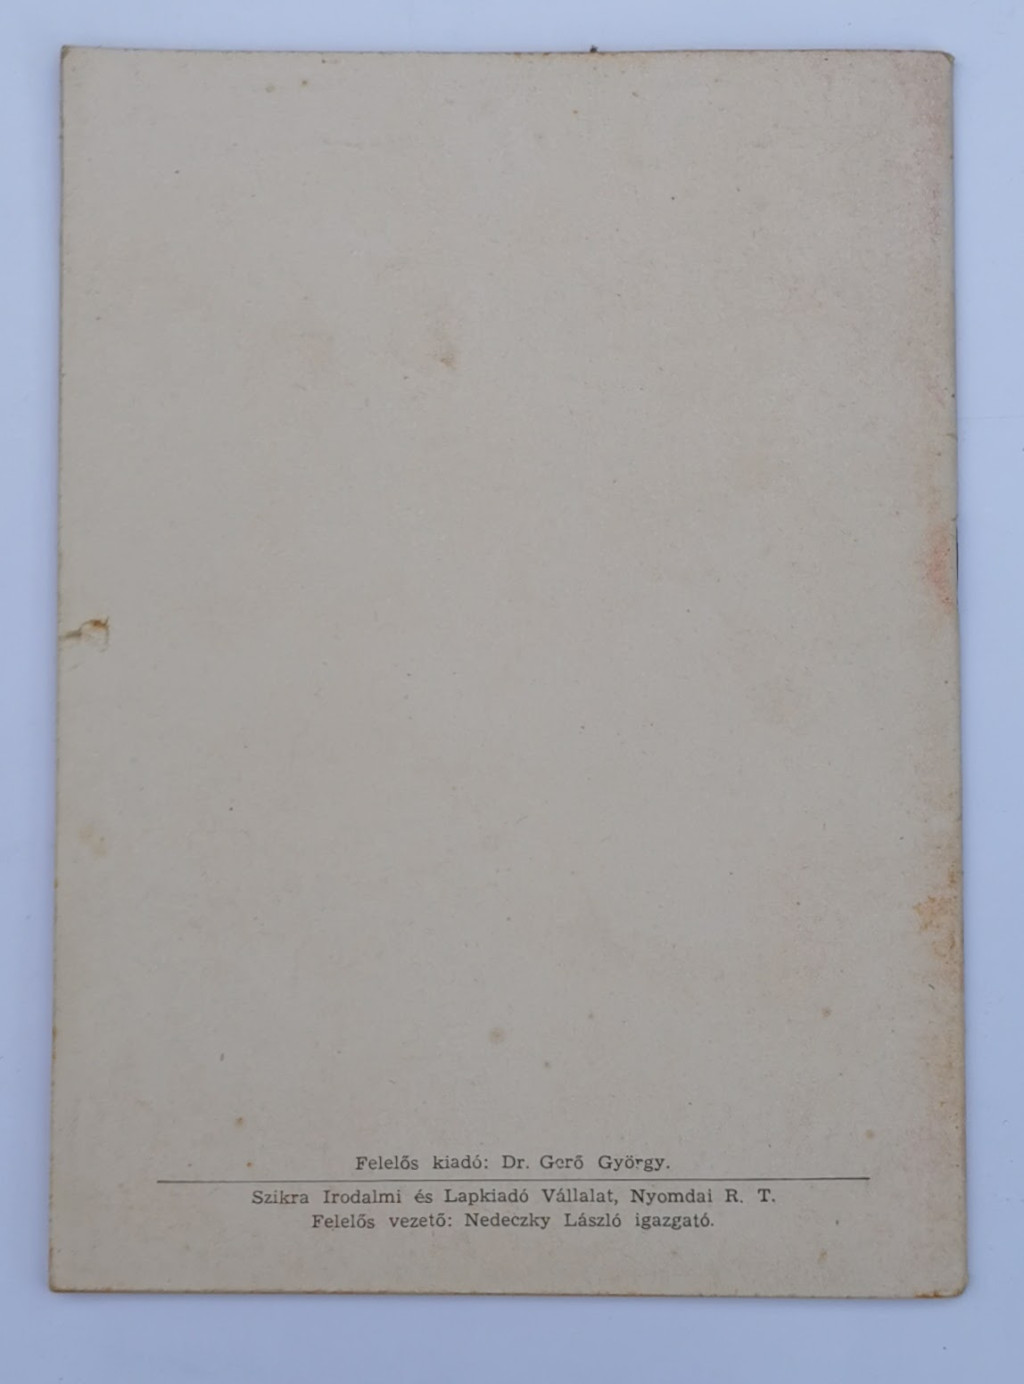 Felelős kiadó: Dr. Gerő György.
Szikra Irodalmi és Lapkiadó Vállalat, Nyomdai R. T.
Felelős vezető: Nedeczky László igazgató.